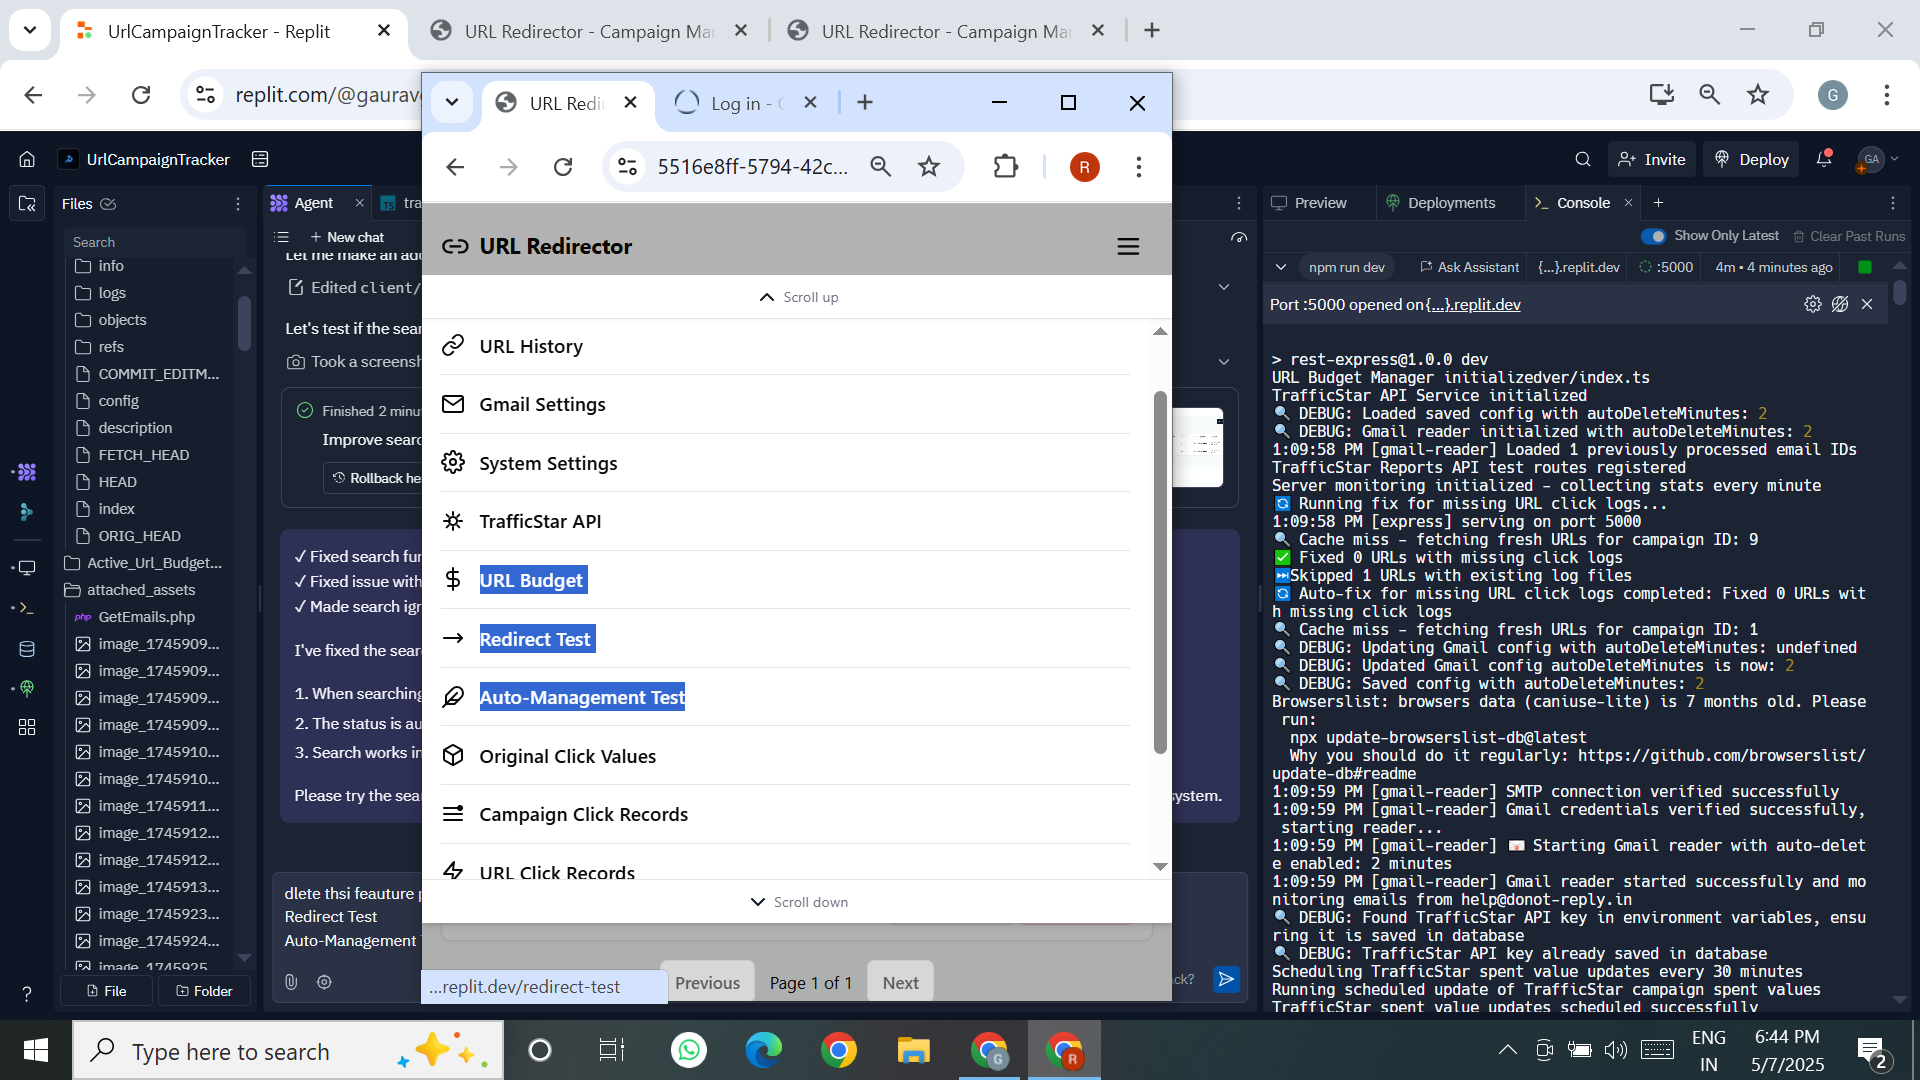 UrlCampaignTracker - Replit
URL Redirector - Campaign Ma
URL Redirector - Campaign Ma
replit.com/@gaurav
G
UrlCampaignTracker
Invite
Deploy
GA
Files
Search
info
logs
objects
refs
COMMIT_EDITM...
config
description
FETCH_HEAD
HEAD
index
ORIG_HEAD
Active_Url_Budget...
attached_assets
php GetEmails.php
image_1745909...
image_1745909...
image_1745909...
image_1745909...
image_1745910...
image_1745910...
image_1745911...
image_1745912...
image_1745912...
image_1745913...
image_1745923...
image_1745924...
image_1745925
File
Folder
Agent
TS tra
New chat
Let me make an add
Edited client/
Let's test if the sear
Took a screensh
Finished 2 minu
Improve searc
Rollback he
✓ Fixed search fun
✓ Fixed issue with
✓ Made search ign
I've fixed the sear
1. When searching
2. The status is au
3. Search works in
Please try the sear
ystem.
dlete thsi feauture p
Redirect Test
Auto-Management T
ck?
URL Redi
Log in -
5516e8ff-5794-42c...
R
URL Redirector
Scroll up
URL History
Gmail Settings
System Settings
TrafficStar API
URL Budget
Redirect Test
Auto-Management Test
Original Click Values
Campaign Click Records
URL Click Records
Scroll down
Previous
Page 1 of 1
Next
...replit.dev/redirect-test
Preview
Deployments
Console
Show Only Latest
Clear Past Runs
npm run dev
Ask Assistant
{...}.replit.dev
:5000
4m • 4 minutes ago
Port :5000 opened on {...}.replit.dev
> rest-express@1.0.0 dev
URL Budget Manager initializedver/index.ts
TrafficStar API Service initialized
🔍 DEBUG: Loaded saved config with autoDeleteMinutes: 2
🔍 DEBUG: Gmail reader initialized with autoDeleteMinutes: 2
1:09:58 PM [gmail-reader] Loaded 1 previously processed email IDs
TrafficStar Reports API test routes registered
Server monitoring initialized - collecting stats every minute
🔄 Running fix for missing URL click logs...
1:09:58 PM [express] serving on port 5000
🔍 Cache miss - fetching fresh URLs for campaign ID: 9
✅ Fixed 0 URLs with missing click logs
⏭Skipped 1 URLs with existing log files
🔄 Auto-fix for missing URL click logs completed: Fixed 0 URLs wit
h missing click logs
🔍 Cache miss - fetching fresh URLs for campaign ID: 1
🔍 DEBUG: Updating Gmail config with autoDeleteMinutes: undefined
🔍 DEBUG: Updated Gmail config autoDeleteMinutes is now: 2
🔍 DEBUG: Saved config with autoDeleteMinutes: 2
Browserslist: browsers data (caniuse-lite) is 7 months old. Please
run:
npx update-browserslist-db@latest
Why you should do it regularly: https://github.com/browserslist/
update-db#readme
1:09:59 PM [gmail-reader] SMTP connection verified successfully
1:09:59 PM [gmail-reader] Gmail credentials verified successfully,
starting reader...
1:09:59 PM [gmail-reader] 📧 Starting Gmail reader with auto-delet
e enabled: 2 minutes
1:09:59 PM [gmail-reader] Gmail reader started successfully and mo
nitoring emails from help@donot-reply.in
🔍 DEBUG: Found TrafficStar API key in environment variables, ensu
ring it is saved in database
🔍 DEBUG: TrafficStar API key already saved in database
Scheduling TrafficStar spent value updates every 30 minutes
Running scheduled update of TrafficStar campaign spent values
TrafficStar spent value updates scheduled successfully
Type here to search
ENG
IN
6:44 PM
5/7/2025
2